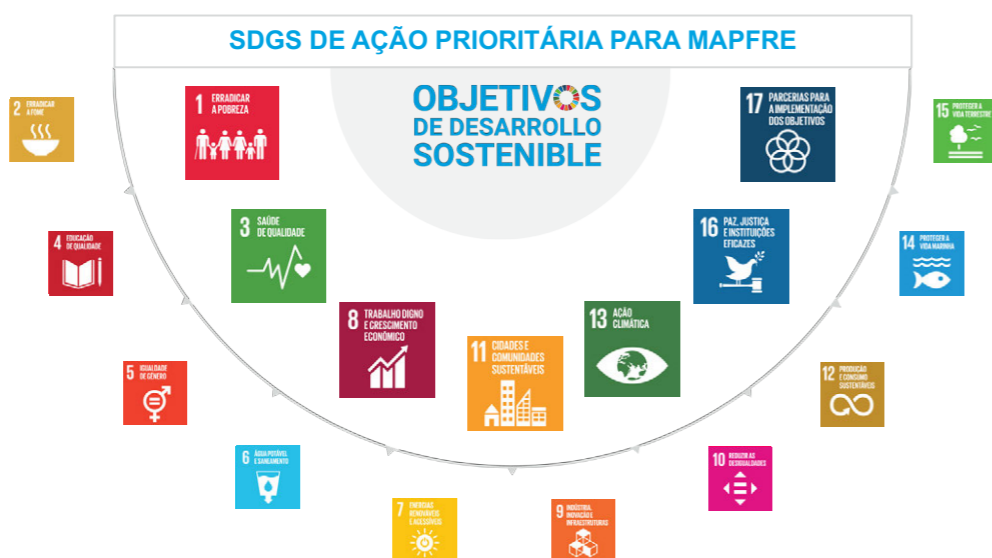 SDGS DE AÇÃO PRIORITÁRIA PARA MAPFRE
OBJETIVOS
DE DESARROLLO
SOSTENIBLE
2 ERRADICAR
A FOME
1 ERRADICAR
A POBREZA
17 PARCERIAS PARA
A IMPLEMENTAÇÃO
DOS OBJETIVOS
15 PROTEGER A
VIDA TERRESTRE
4 EDUCAÇÃO
DE QUALIDADE
3 SAÚDE
DE QUALIDADE
16 PAZ, JUSTIÇA
E INSTITUIÇÕES
EFICAZES
14 PROTEGER A
VIDA MARINHA
8 TRABALHO DIGNO
E CRESCIMENTO
ECONÓMICO
11 CIDADES E
COMUNIDADES
SUSTENTÁVEIS
13 AÇÃO
CLIMÁTICA
5 IGUALDADE
DE GÉNERO
12 PRODUÇÃO
E CONSUMO
SUSTENTÁVEIS
6 ÁGUA POTÁVEL
E SANEAMENTO
10 REDUZIR AS
DESIGUALDADES
7 ENERGIAS
RENOVÁVEIS
E ACESSÍVEIS
9 INDÚSTRIA,
INOVAÇÃO E
INFRAESTRUTURAS